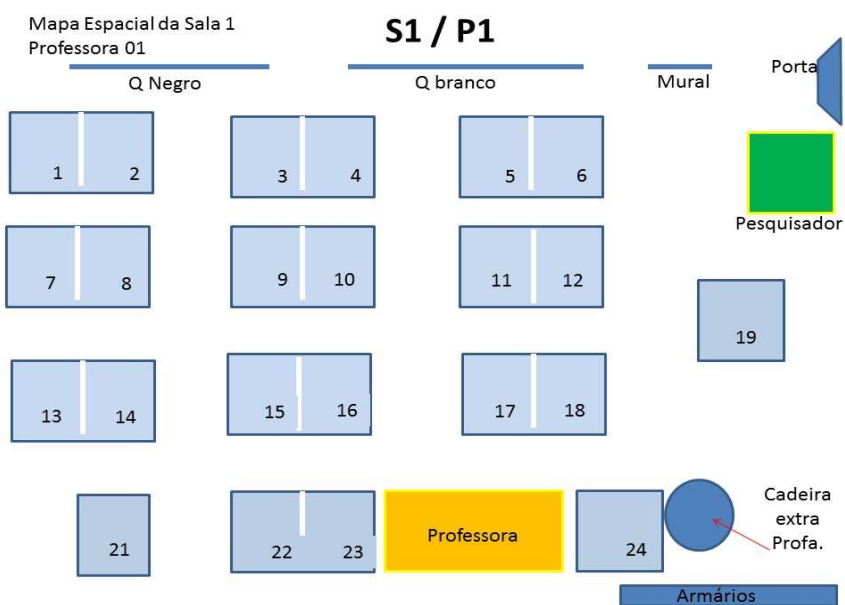 Mapa Espacial da Sala 1
Professora 01
S1 / P1
Q Negro
Q branco
Mural
Porta
1 2
3 4
5 6
Pesquisador
7 8
9 10
11 12
19
13 14
15 16
17 18
21
22 23
Professora
24
Cadeira
extra
Profa.
Armários